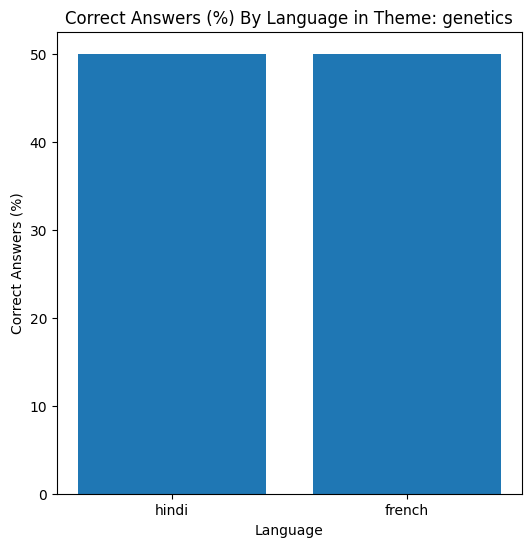 Correct Answers (%) By Language in Theme: genetics
Correct Answers (%)
50
40
30
20
10
0
hindi
french
Language